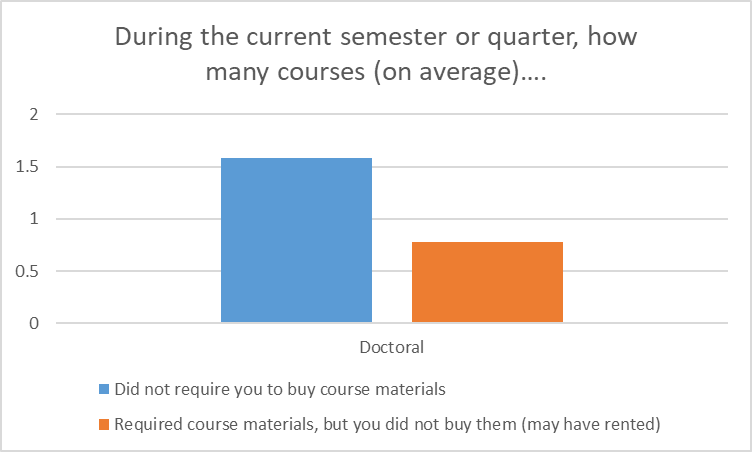 During the current semester or quarter, how
many courses (on average)....
2
1.5
1
0.5
0
Doctoral
Did not require you to buy course materials
Required course materials, but you did not buy them (may have rented)